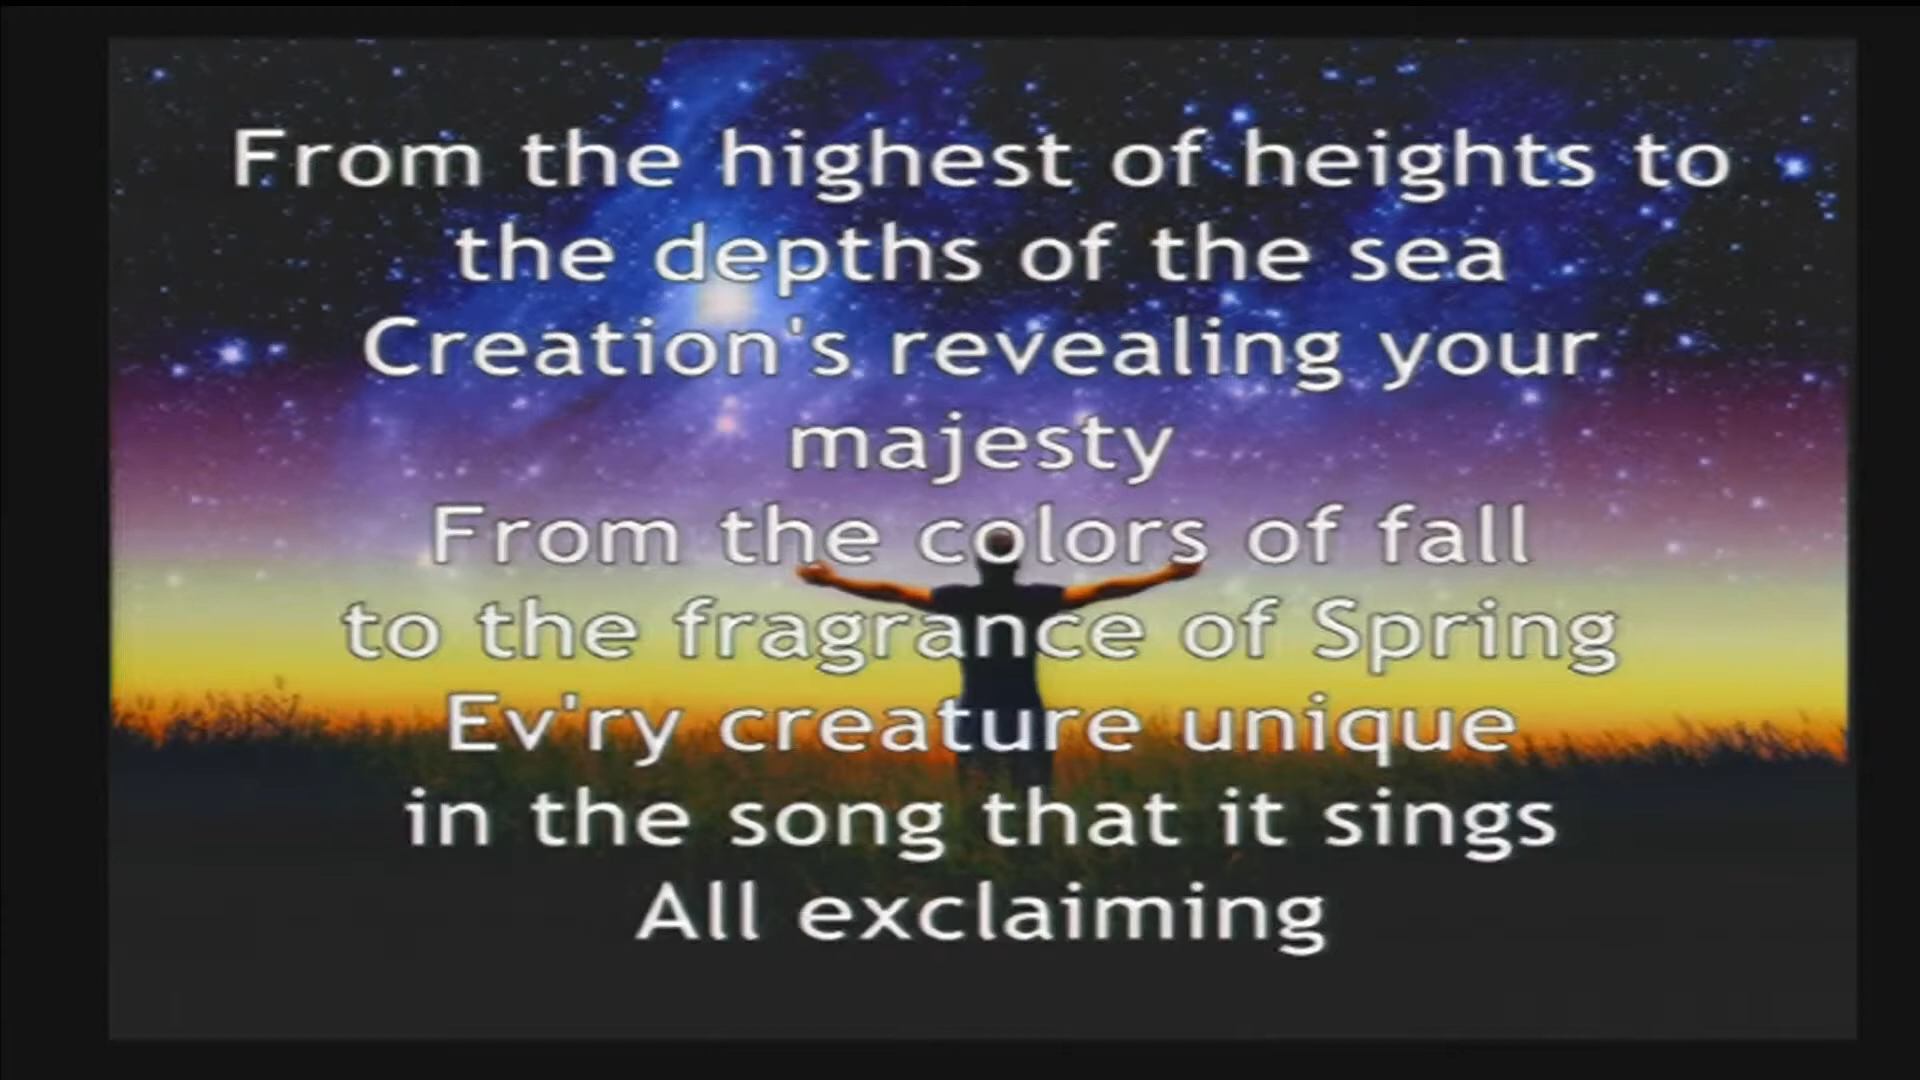 From the highest of heights to
the depths of the sea
Creation's revealing your
majesty
From the colors of fall
to the fragrance of Spring
Ev'ry creature unique
in the song that it sings
All exclaiming